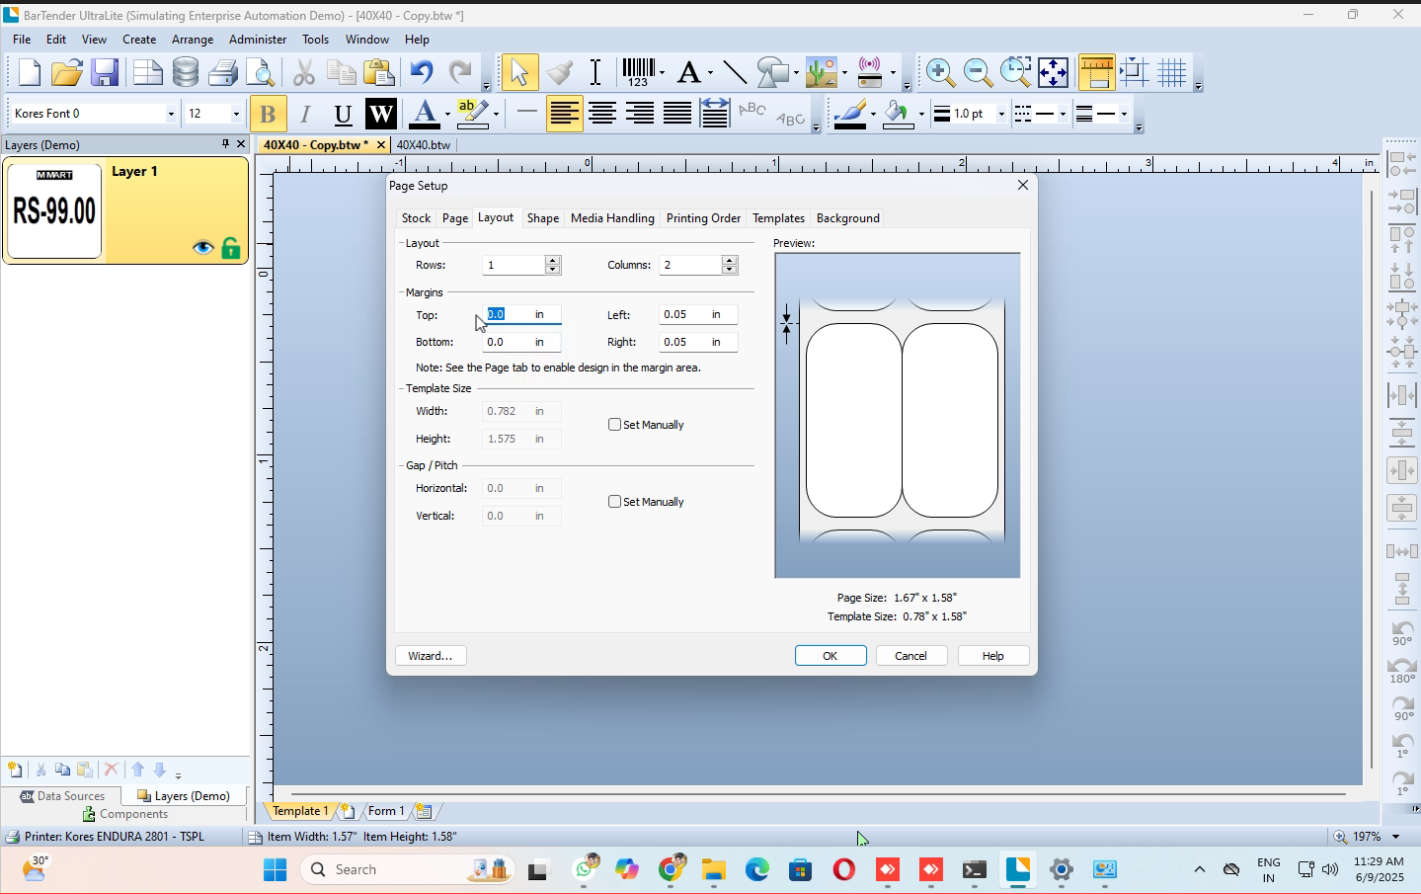 BarTender UltraLite (Simulating Enterprise Automation Demo) - [40X40 - Copy.btw *]
File Edit View Create Arrange Administer Tools Window Help
123 A
Kores Font 0 12 B I U W A ab ABC ABC 1.0 pt
Layers (Demo)
40X40 - Copy.btw * 40X40.btw
-1 0 1 2 3 4 in
M MART
RS-99.00
Layer 1
0
1
2
Page Setup
Stock Page Layout Shape Media Handling Printing Order Templates Background
Layout
Rows: 1 Columns: 2
Margins
Top: 0.0 in Left: 0.05 in
Bottom: 0.0 in Right: 0.05 in
Note: See the Page tab to enable design in the margin area.
Template Size
Width: 0.782 in
Set Manually
Height: 1.575 in
Gap / Pitch
Horizontal: 0.0 in
Set Manually
Vertical: 0.0 in
Preview:
Page Size: 1.67" x 1.58"
Template Size: 0.78" x 1.58"
Wizard... OK Cancel Help
90°
180°
90°
1°
1°
Data Sources Layers (Demo)
Components
Template 1 Form 1
Printer: Kores ENDURA 2801 - TSPL Item Width: 1.57" Item Height: 1.58" 197%
30°
Search
ENG
IN
11:29 AM
6/9/2025